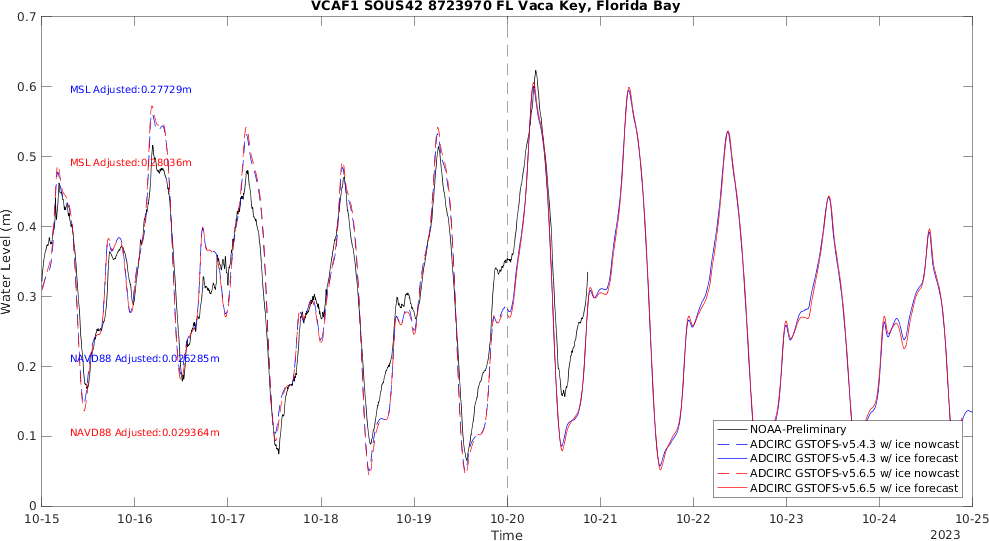 VCAF1 SOUS42 8723970 FL Vaca Key, Florida Bay
0.7
0.6
0.5
0.4
0.3
0.2
0.1
0
Water Level (m)
MSL Adjusted:0.27729m
MSL Adjusted:0.28036m
NAVD88 Adjusted:0.026285m
NAVD88 Adjusted:0.029364m
NOAA-Preliminary
ADCIRC GSTOFS-v5.4.3 w/ ice nowcast
ADCIRC GSTOFS-v5.4.3 w/ ice forecast
ADCIRC GSTOFS-v5.6.5 w/ ice nowcast
ADCIRC GSTOFS-v5.6.5 w/ ice forecast
10-15 10-16 10-17 10-18 10-19 10-20 10-21 10-22 10-23 10-24 10-25
Time
2023